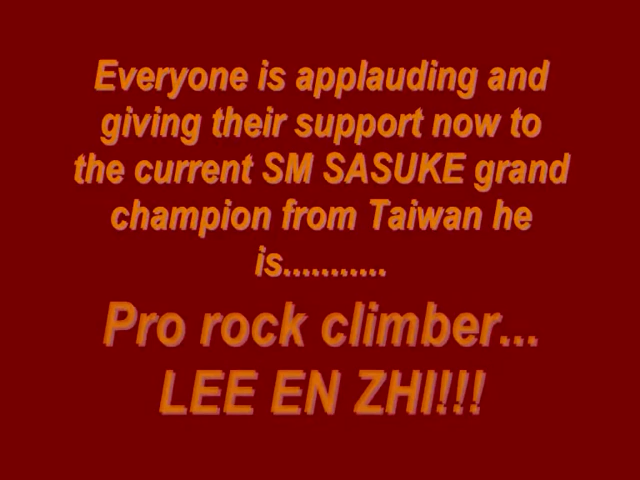 Everyone is applauding and
giving their support now to
the current SM SASUKE grand
champion from Taiwan he
is...........
Pro rock climber...
LEE EN ZHI!!!